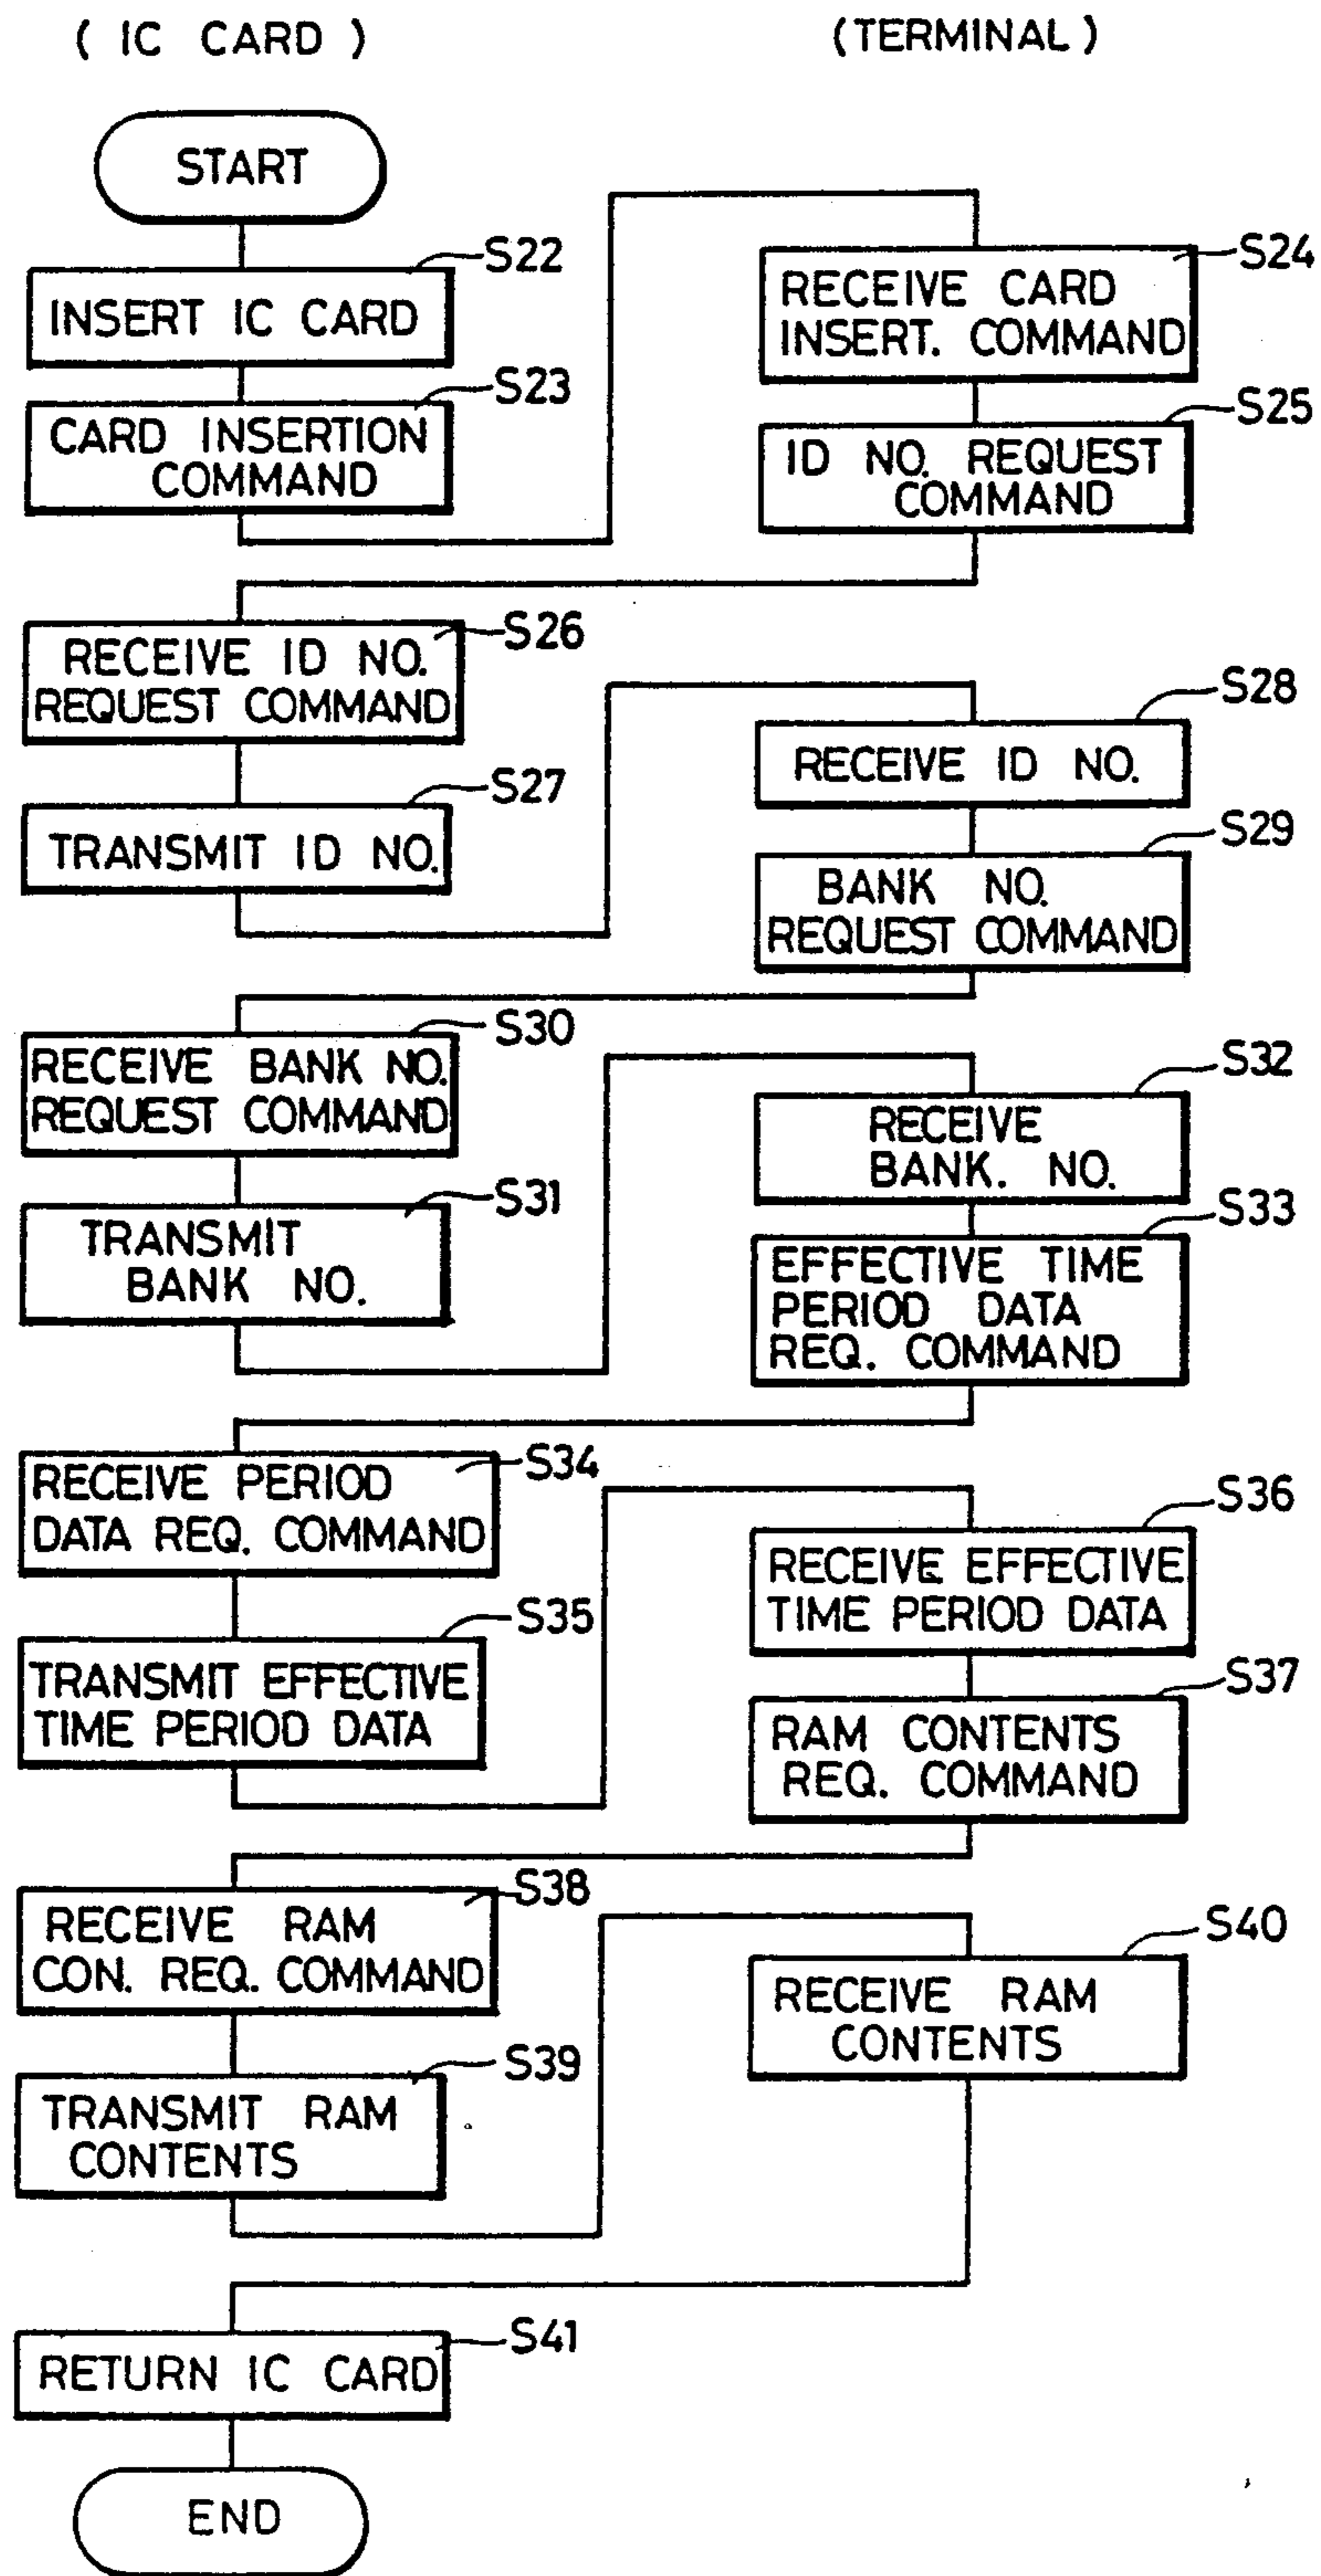 ( IC CARD )
(TERMINAL)
START
S22
INSERT IC CARD
S23
CARD INSERTION
COMMAND
S24
RECEIVE CARD
INSERT. COMMAND
S25
ID NO. REQUEST
COMMAND
S26
RECEIVE ID NO.
REQUEST COMMAND
S27
TRANSMIT ID NO.
S28
RECEIVE ID NO.
S29
BANK NO.
REQUEST COMMAND
S30
RECEIVE BANK NO.
REQUEST COMMAND
S31
TRANSMIT
BANK NO.
S32
RECEIVE
BANK. NO.
S33
EFFECTIVE TIME
PERIOD DATA
REQ. COMMAND
S34
RECEIVE PERIOD
DATA REQ. COMMAND
S35
TRANSMIT EFFECTIVE
TIME PERIOD DATA
S36
RECEIVE EFFECTIVE
TIME PERIOD DATA
S37
RAM CONTENTS
REQ. COMMAND
S38
RECEIVE RAM
CON. REQ. COMMAND
S39
TRANSMIT RAM
CONTENTS
S40
RECEIVE RAM
CONTENTS
S41
RETURN IC CARD
END